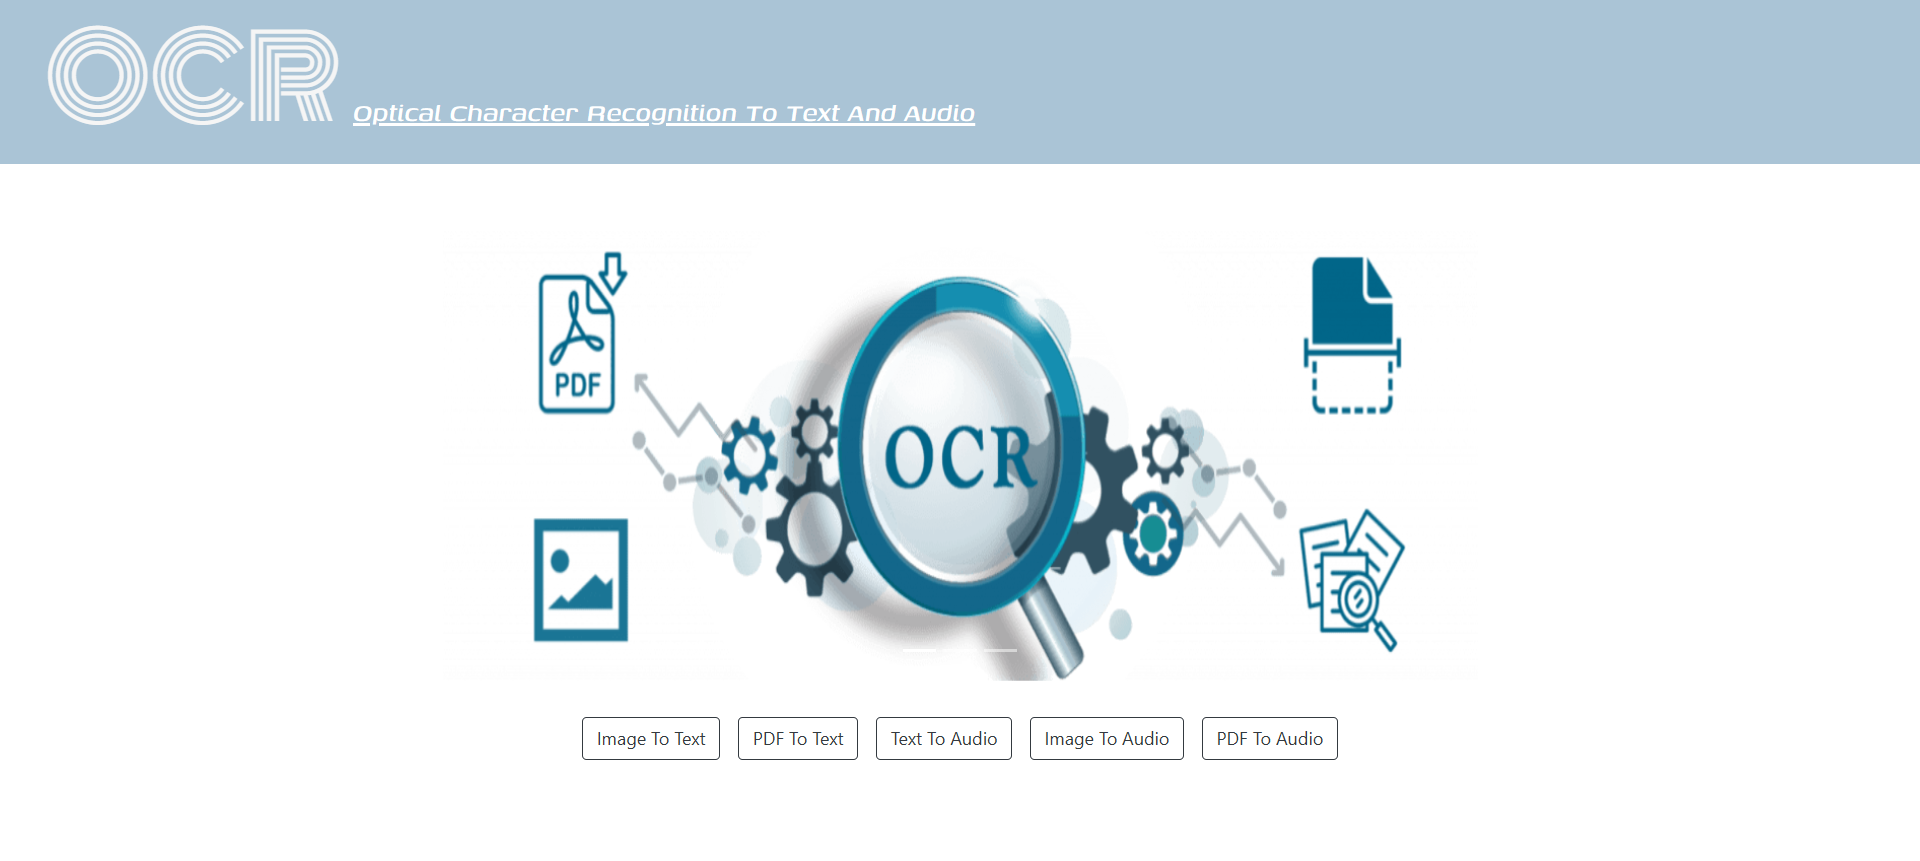 OCR
Optical Character Recognition To Text And Audio
PDF
OCR
Image To Text
PDF To Text
Text To Audio
Image To Audio
PDF To Audio